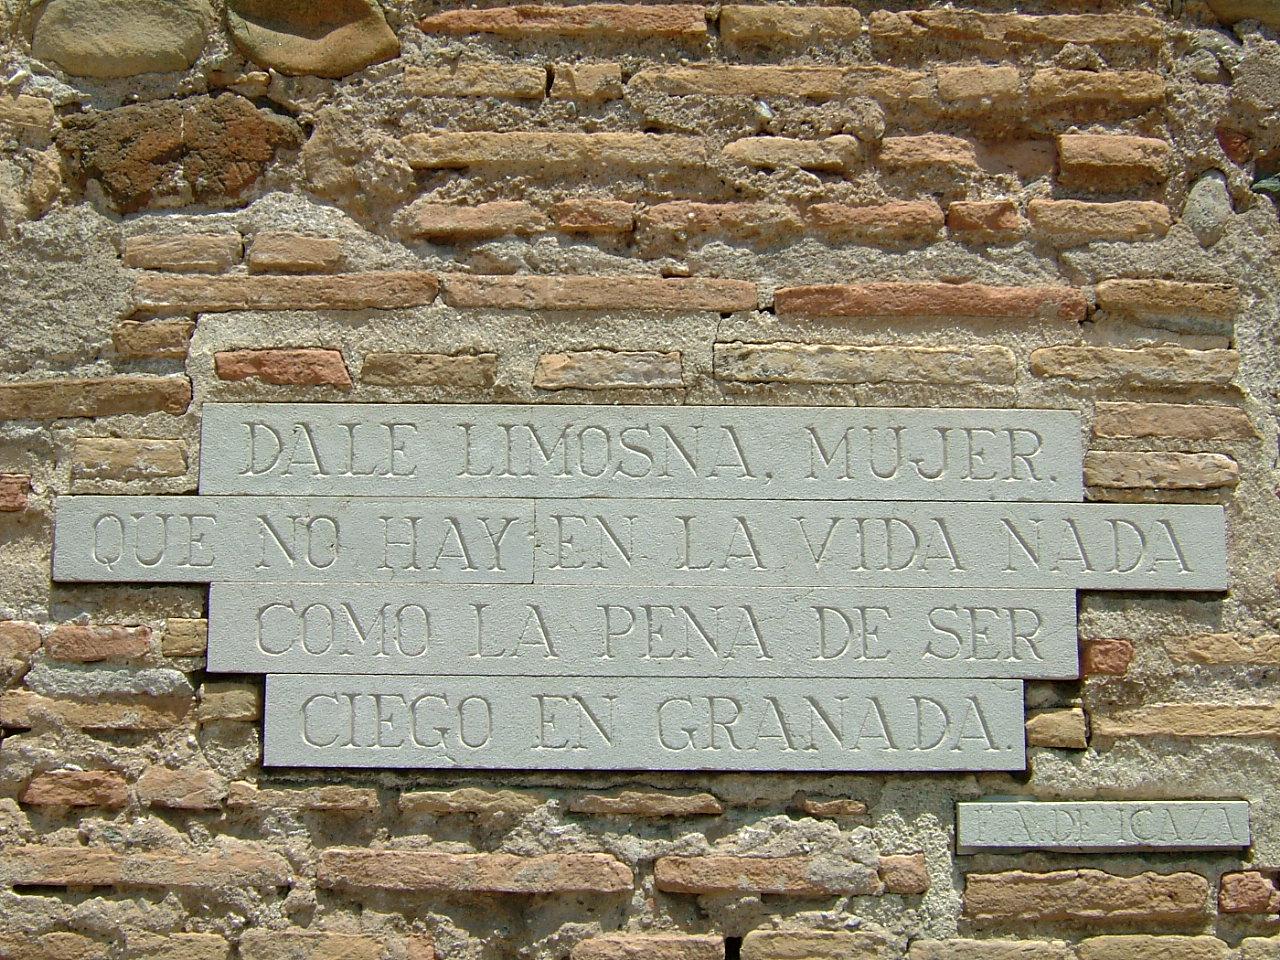 DALE LIMOSNA, MUJER.
QUE NO HAY EN LA VIDA NADA
COMO LA PENA DE SER
CIEGO EN GRANADA.
F.A. DE ICAZA